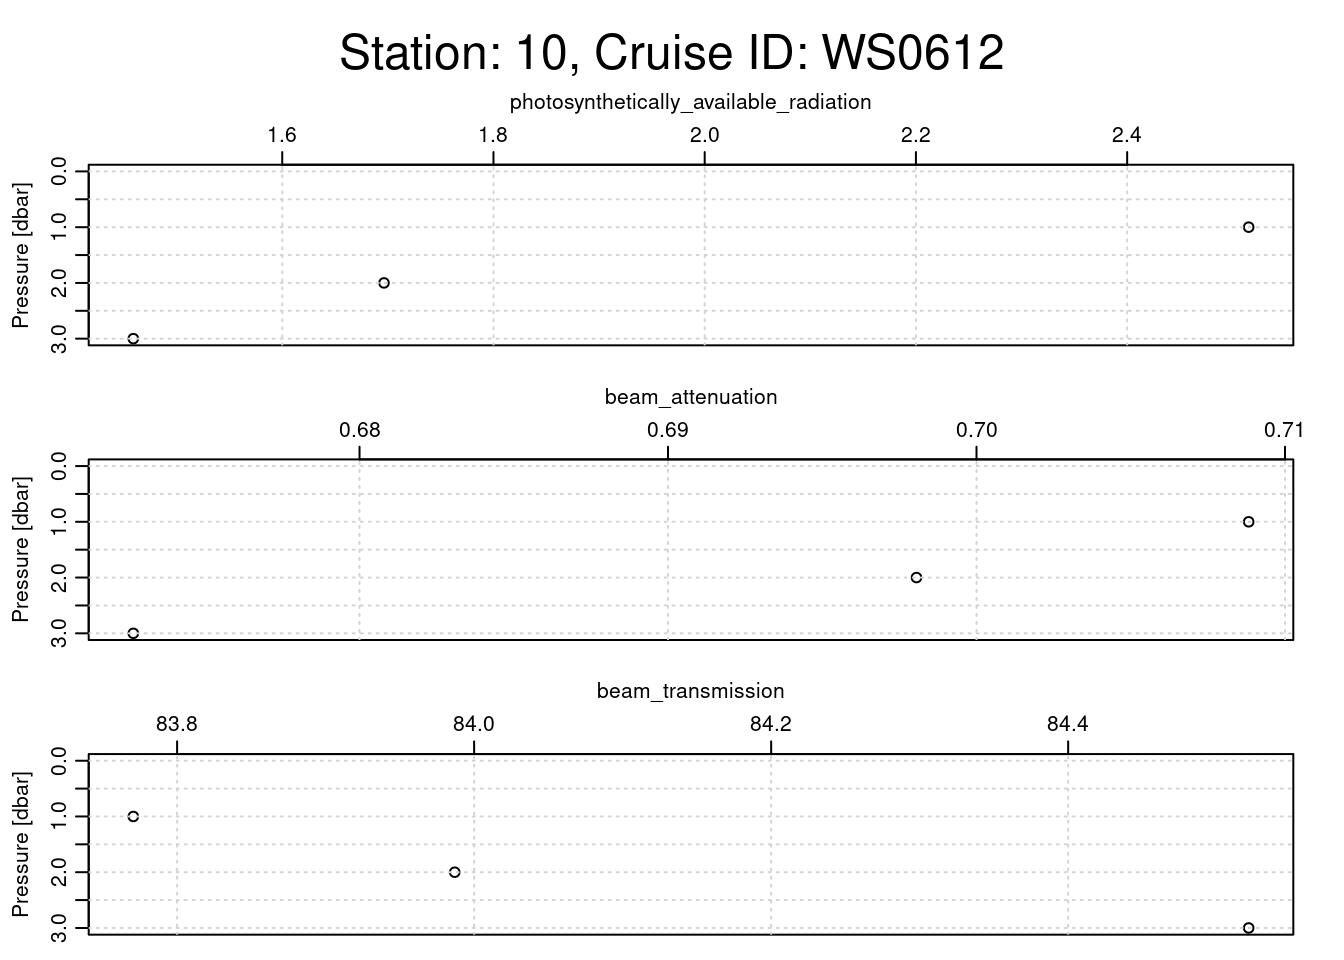 Station: 10, Cruise ID: WS0612
photosynthetically_available_radiation
1.6 1.8 2.0 2.2 2.4
Pressure [dbar]
0.0 1.0 2.0 3.0
beam_attenuation
0.68 0.69 0.70 0.71
Pressure [dbar]
0.0 1.0 2.0 3.0
beam_transmission
83.8 84.0 84.2 84.4
Pressure [dbar]
0.0 1.0 2.0 3.0